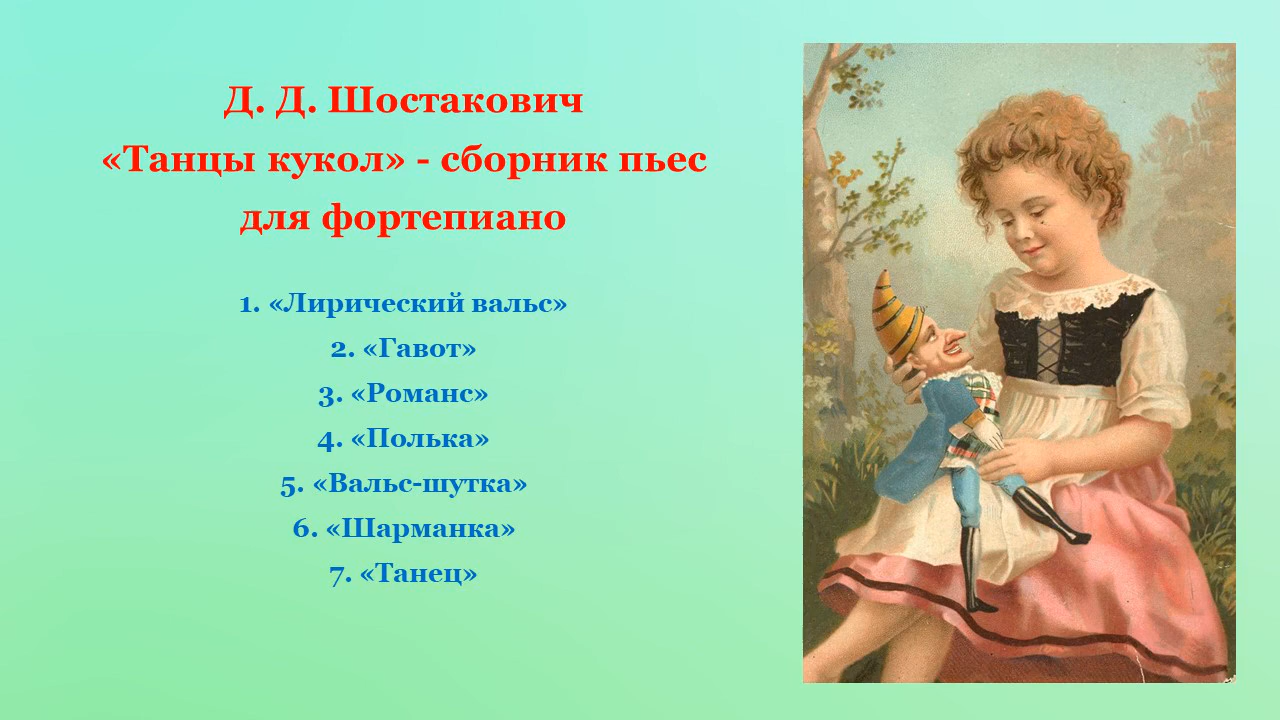 Д. Д. Шостакович
«Танцы кукол» - сборник пьес
для фортепиано
1. «Лирический вальс»
2. «Гавот»
3. «Романс»
4. «Полька»
5. «Вальс-шутка»
6. «Шарманка»
7. «Танец»